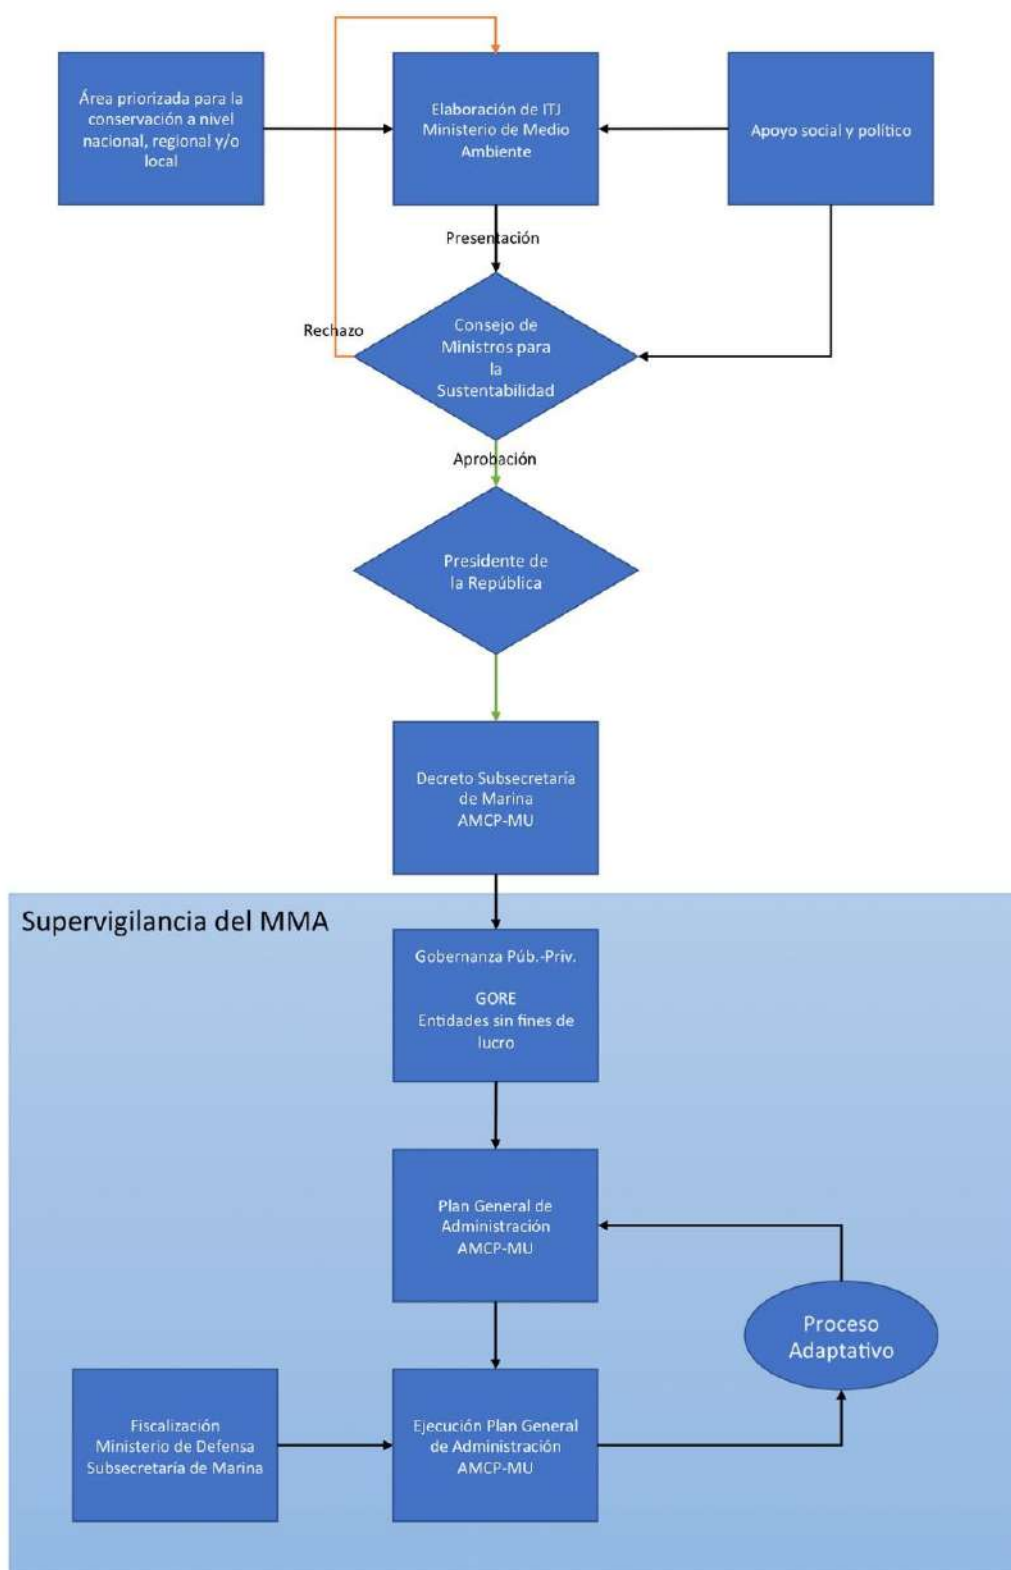 Área priorizada para la
conservación a nivel
nacional, regional y/o
local
Elaboración de ITJ
Ministerio de Medio
Ambiente
Apoyo social y político
Presentación
Rechazo
Consejo de
Ministros para
la
Sustentabilidad
Aprobación
Presidente de
la República
Decreto Subsecretaría
de Marina
AMCP-MU
Supervigilancia del MMA
Gobernanza Púb.-Priv.
GORE
Entidades sin fines de
lucro
Plan General de
Administración
AMCP-MU
Proceso
Adaptativo
Fiscalización
Ministerio de Defensa
Subsecretaría de Marina
Ejecución Plan General
de Administración
AMCP-MU